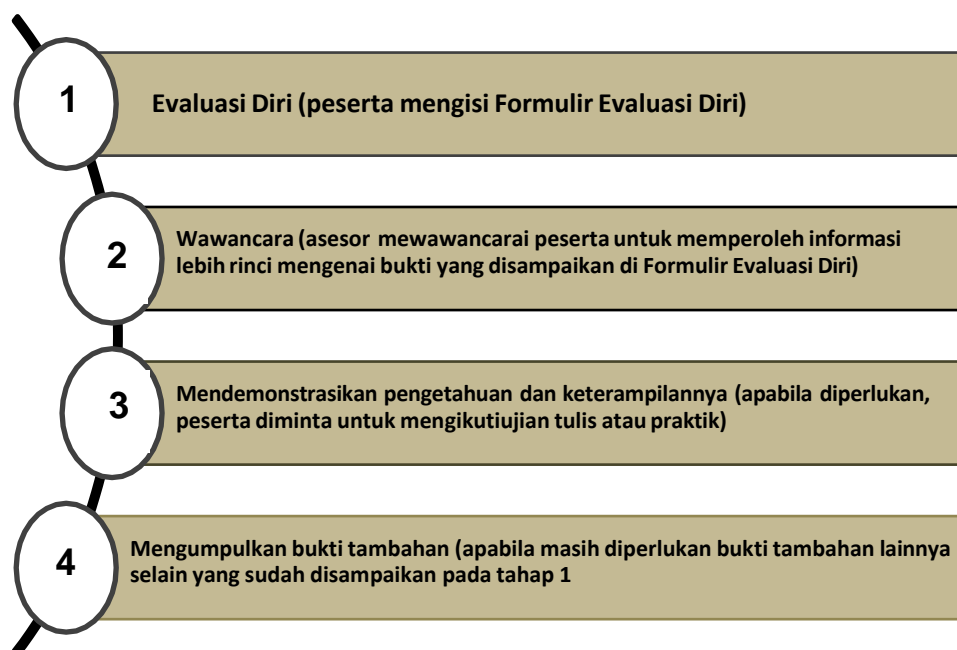 1
Evaluasi Diri (peserta mengisi Formulir Evaluasi Diri)
2
Wawancara (asesor mewawancarai peserta untuk memperoleh informasi
lebih rinci mengenai bukti yang disampaikan di Formulir Evaluasi Diri)
3
Mendemonstrasikan pengetahuan dan keterampilannya (apabila diperlukan,
peserta diminta untuk mengikutiujian tulis atau praktik)
4
Mengumpulkan bukti tambahan (apabila masih diperlukan bukti tambahan lainnya
selain yang sudah disampaikan pada tahap 1